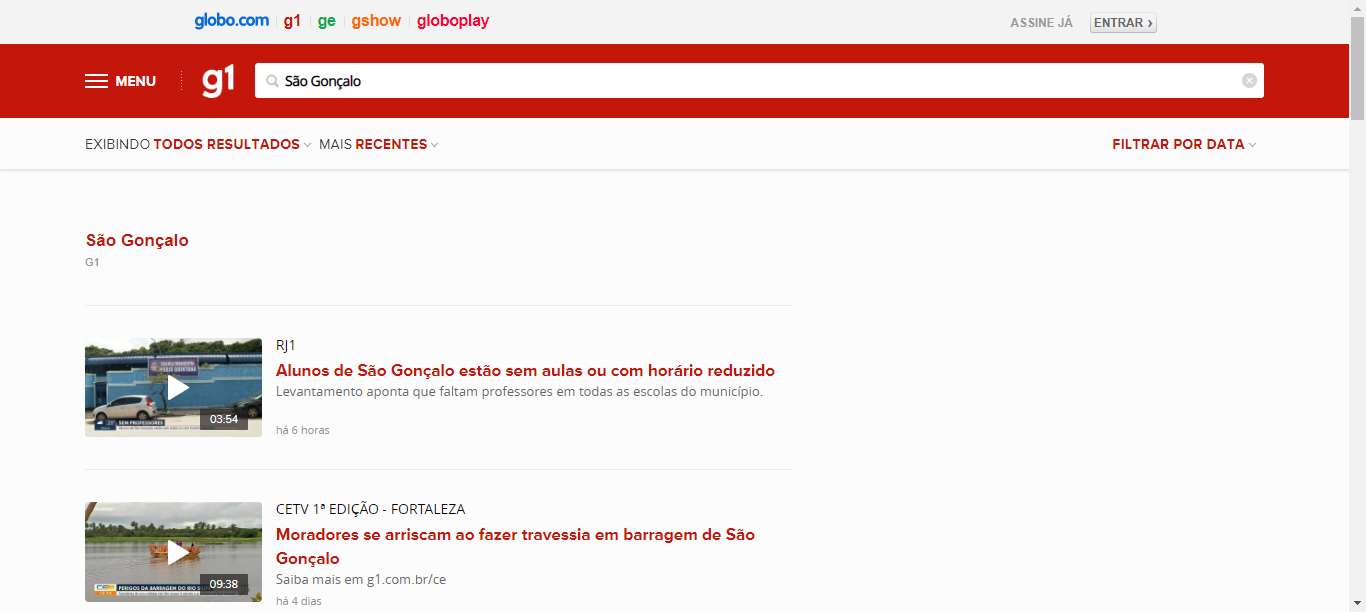 globo.com g1 ge gshow globoplay
ASSINE JÁ ENTRAR ›
MENU g1 São Gonçalo
EXIBINDO TODOS RESULTADOS MAIS RECENTES FILTRAR POR DATA
São Gonçalo
G1
RJ1
Alunos de São Gonçalo estão sem aulas ou com horário reduzido
Levantamento aponta que faltam professores em todas as escolas do município.
SEM PROFESSORES
03:54
há 6 horas
CETV 1ª EDIÇÃO - FORTALEZA
Moradores se arriscam ao fazer travessia em barragem de São
Gonçalo
Saiba mais em g1.com.br/ce
PERIGOS DA BARRAGEM DO RIO
09:38
há 4 dias